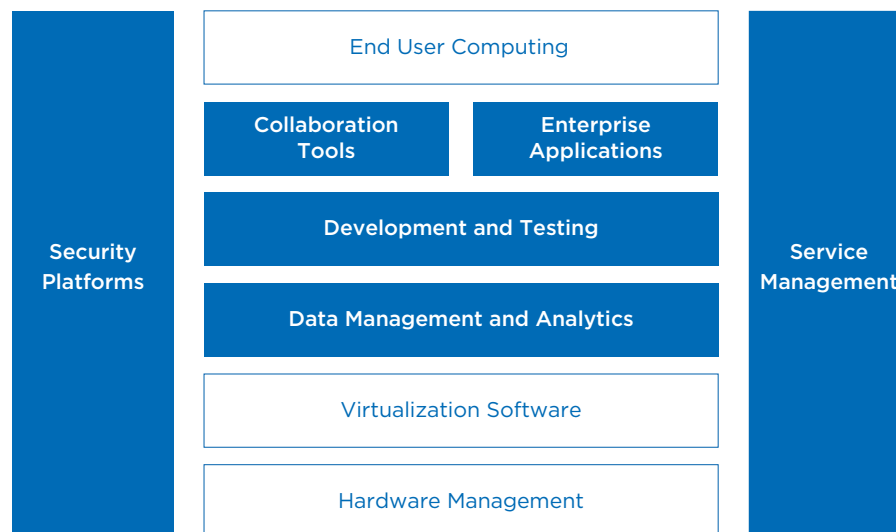 End User Computing
Collaboration
Tools
Enterprise
Applications
Development and Testing
Security
Platforms
Service
Management
Data Management and Analytics
Virtualization Software
Hardware Management